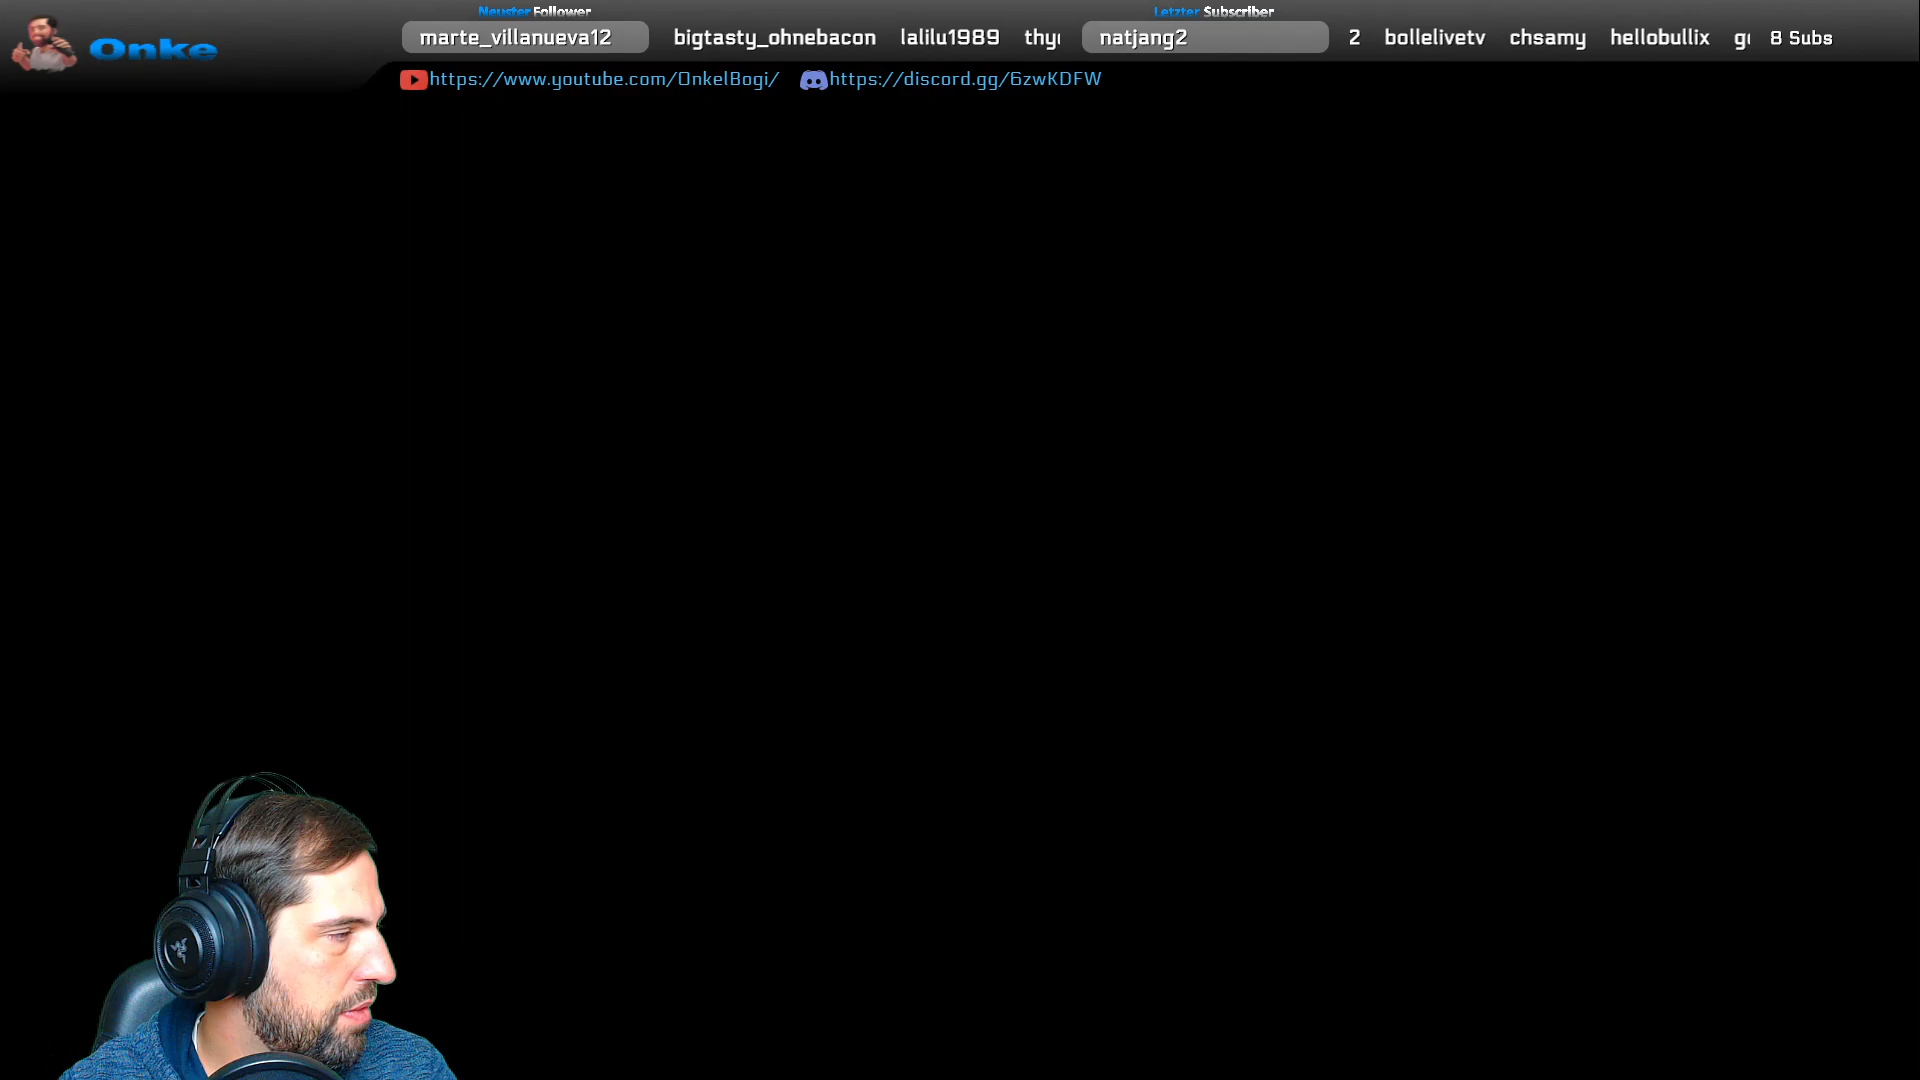 Neuster Follower
Letzter Subscriber
Onke
marte_villanueva12 bigtasty_ohnebacon lalilu1989
natjang2 2 bollelivetv chsamy hellobullix
8 Subs
https://www.youtube.com/OnkelBogi/ https://discord.gg/6zwKDFW